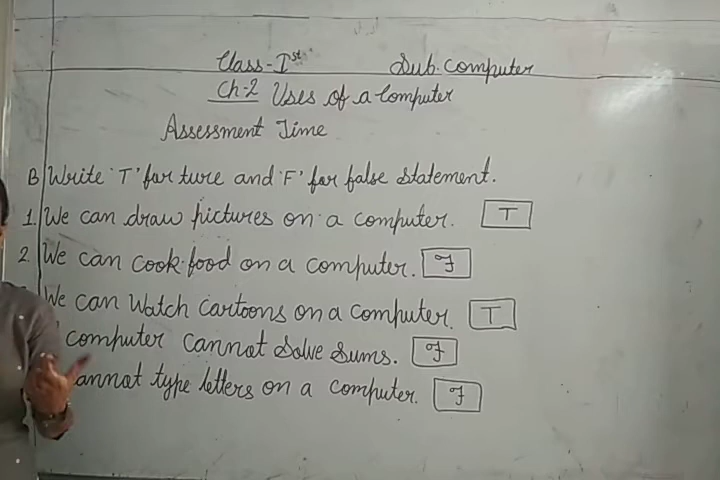 Class-Ist Sub. Computer
Ch-2 Uses of a Computer
Assessment Time
B Write 'T' for ture and 'F' for false statement.
1. We can draw pictures on a computer. T
2. We can cook food on a computer. F
We can Watch cartoons on a computer. T
computer cannot Solve Sums. F
annot type letters on a computer. F